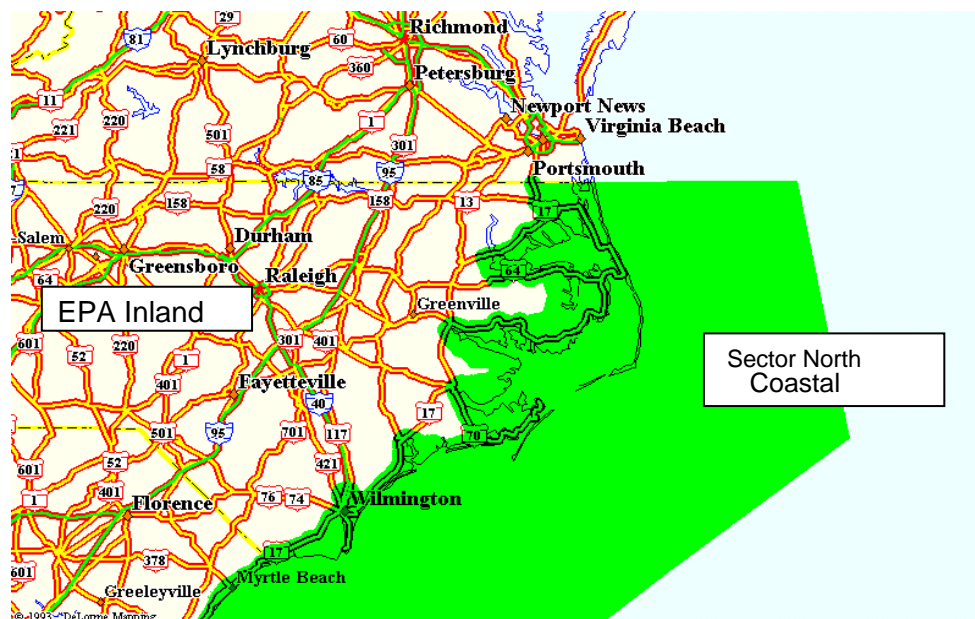 29
Richmond
81
60
Lynchburg
360
Petersburg
11
220
1
Newport News
221
501
301
Virginia Beach
58
Portsmouth
85
95
158
220
158
13
17
Salem
Durham
Greensboro
64
64
Raleigh
EPA Inland
Greenville
601
220
301
401
52
1
Sector North
Coastal
401
Fayetteville
40
17
501
95
701
117
70
601
52
421
1
401
76
74
Wilmington
Florence
17
378
601
Myrtle Beach
Greeleyville
© 1993 DeLorme Mapping